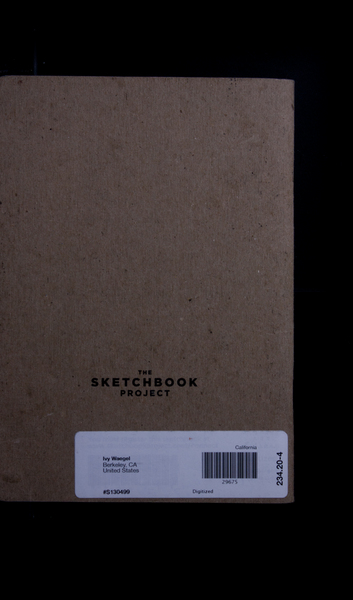 THE
SKETCHBOOK
PROJECT
California
Ivy Waegel
Berkeley, CA
United States
29671
#S130499
Digitized
234.20-4